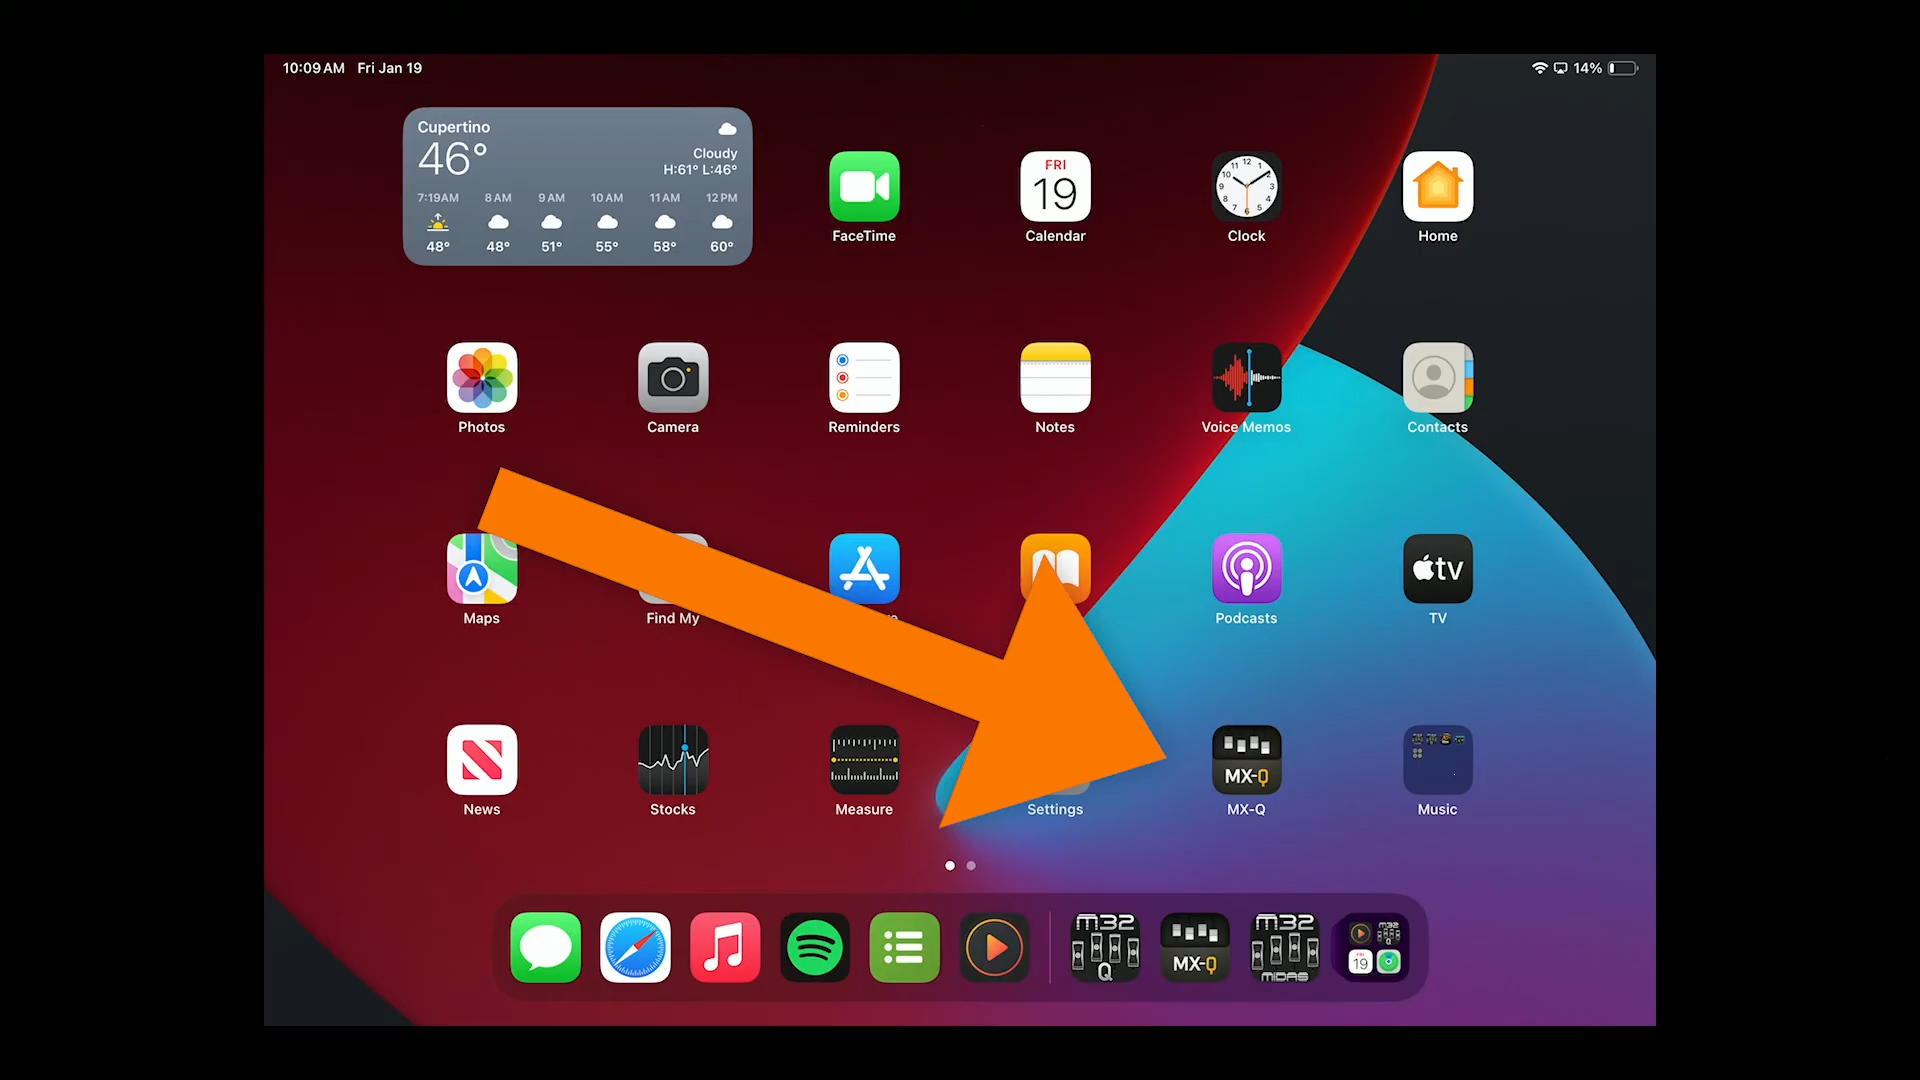 10:09 AM Fri Jan 19
14%
Cupertino
46°
Cloudy
H:61° L:46°
7:19AM 8 AM 9 AM 10 AM 11 AM 12 PM
48° 48° 51° 55° 58° 60°
FRI
19
12
FaceTime Calendar Clock Home
Photos Camera Reminders Notes Voice Memos Contacts
tv
Maps Find My Podcasts TV
MX-Q
News Stocks Measure Settings MX-Q Music
m32
Q
MX-Q
m32
MIDAS
19